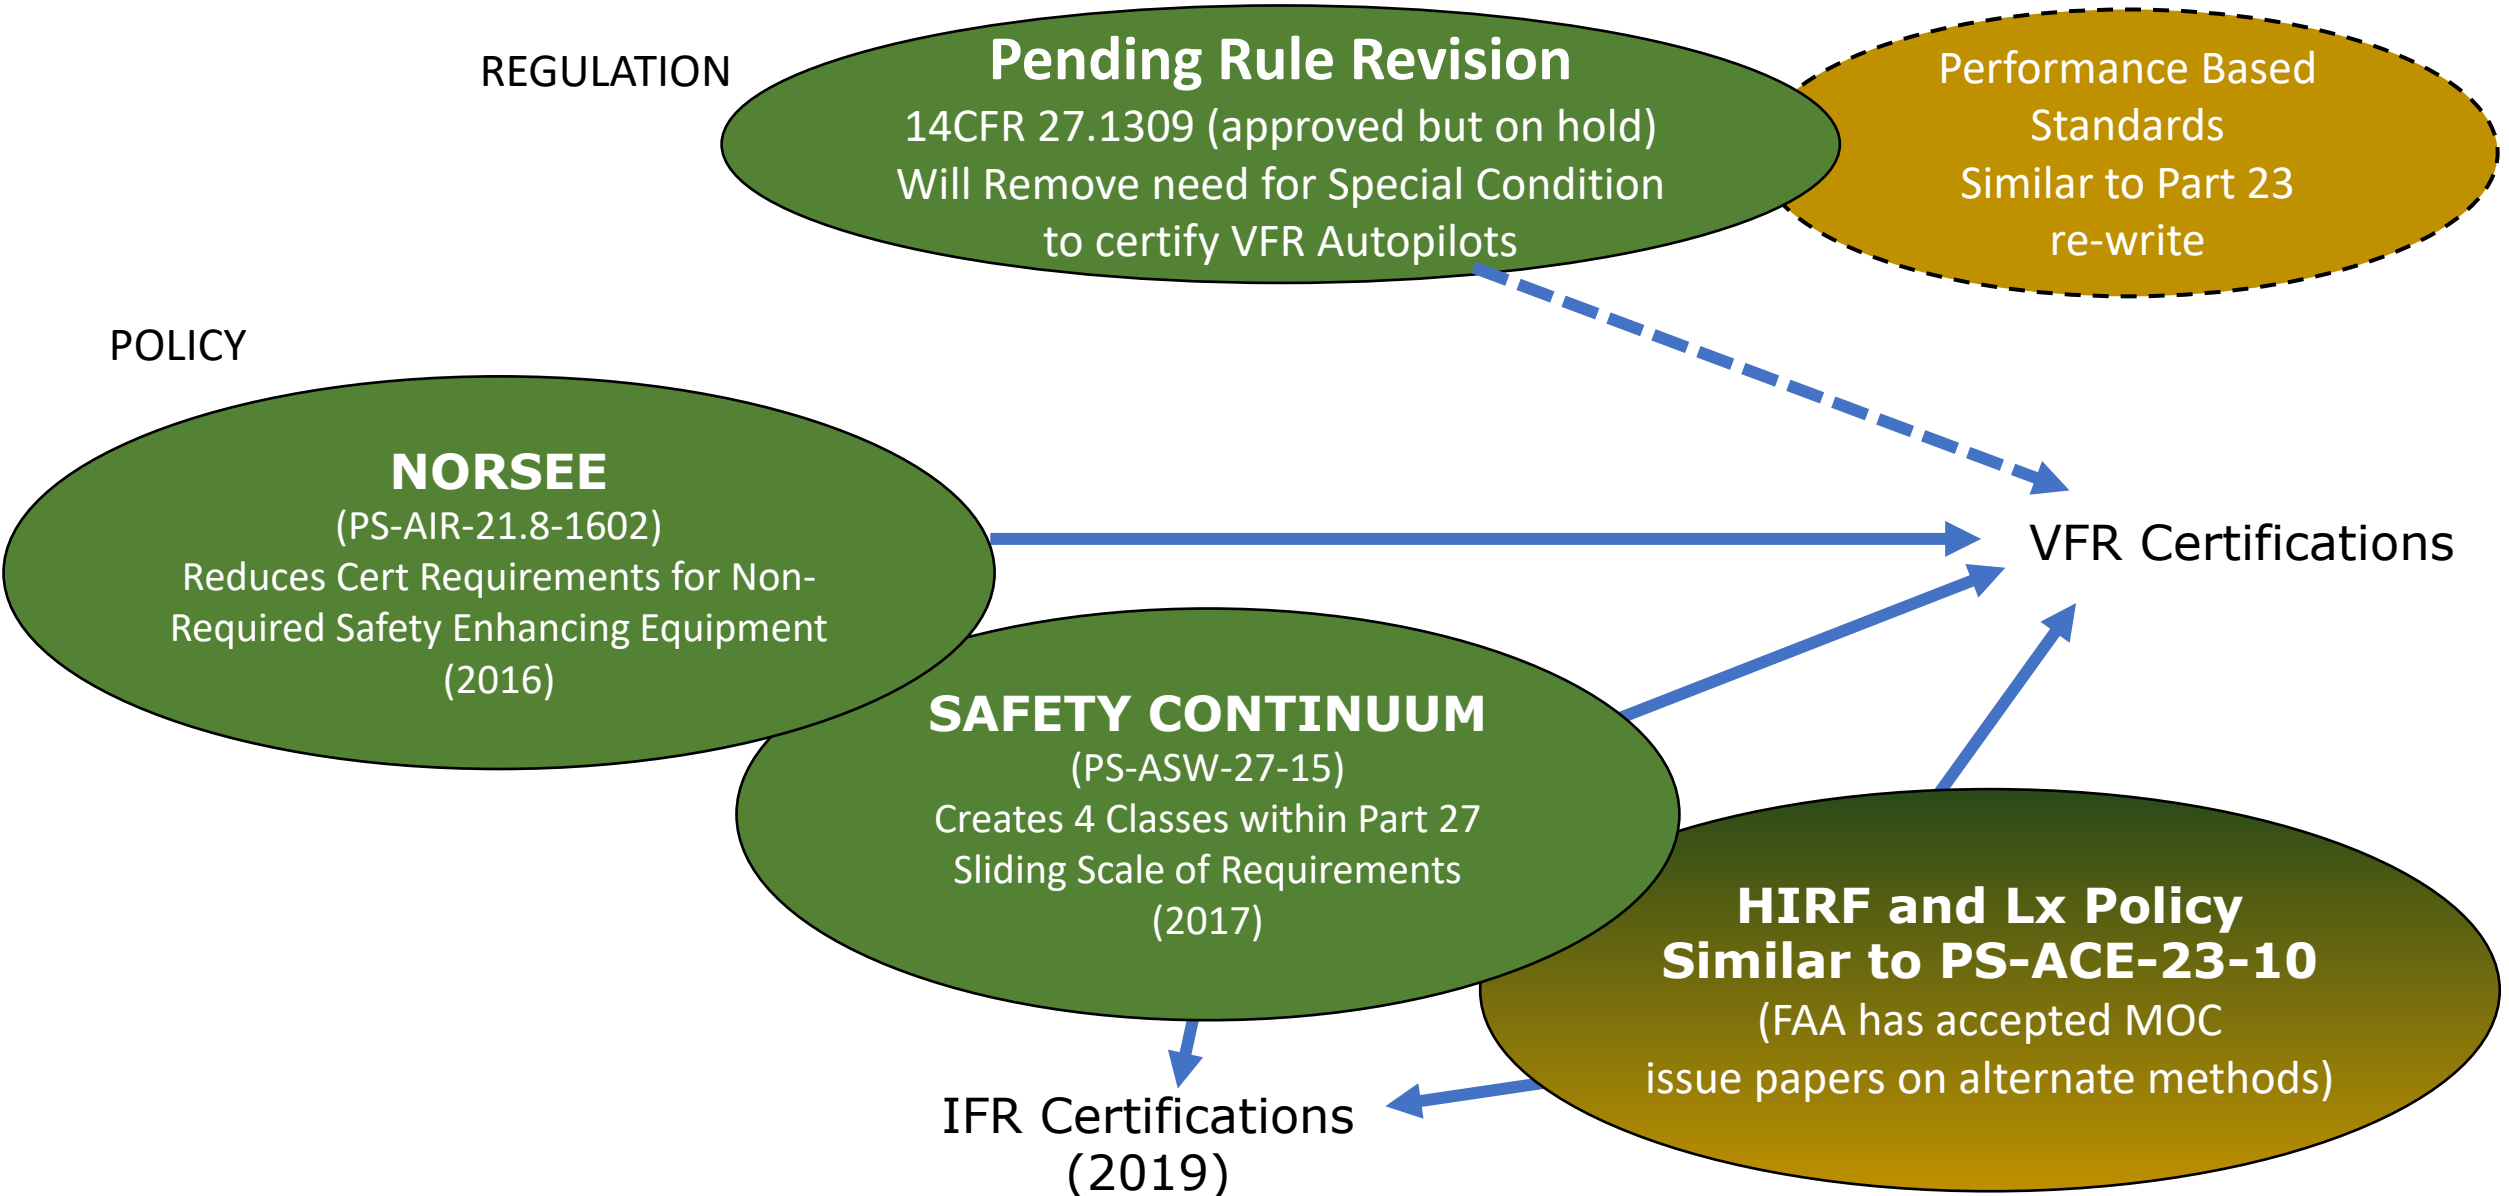 REGULATION
Pending Rule Revision
14CFR 27.1309 (approved but on hold)
Will Remove need for Special Condition
to certify VFR Autopilots
Performance Based
Standards
Similar to Part 23
re-write
POLICY
NORSEE
(PS-AIR-21.8-1602)
Reduces Cert Requirements for Non-
Required Safety Enhancing Equipment
(2016)
VFR Certifications
SAFETY CONTINUUM
(PS-ASW-27-15)
Creates 4 Classes within Part 27
Sliding Scale of Requirements
(2017)
HIRF and Lx Policy
Similar to PS-ACE-23-10
(FAA has accepted MOC
issue papers on alternate methods)
IFR Certifications
(2019)